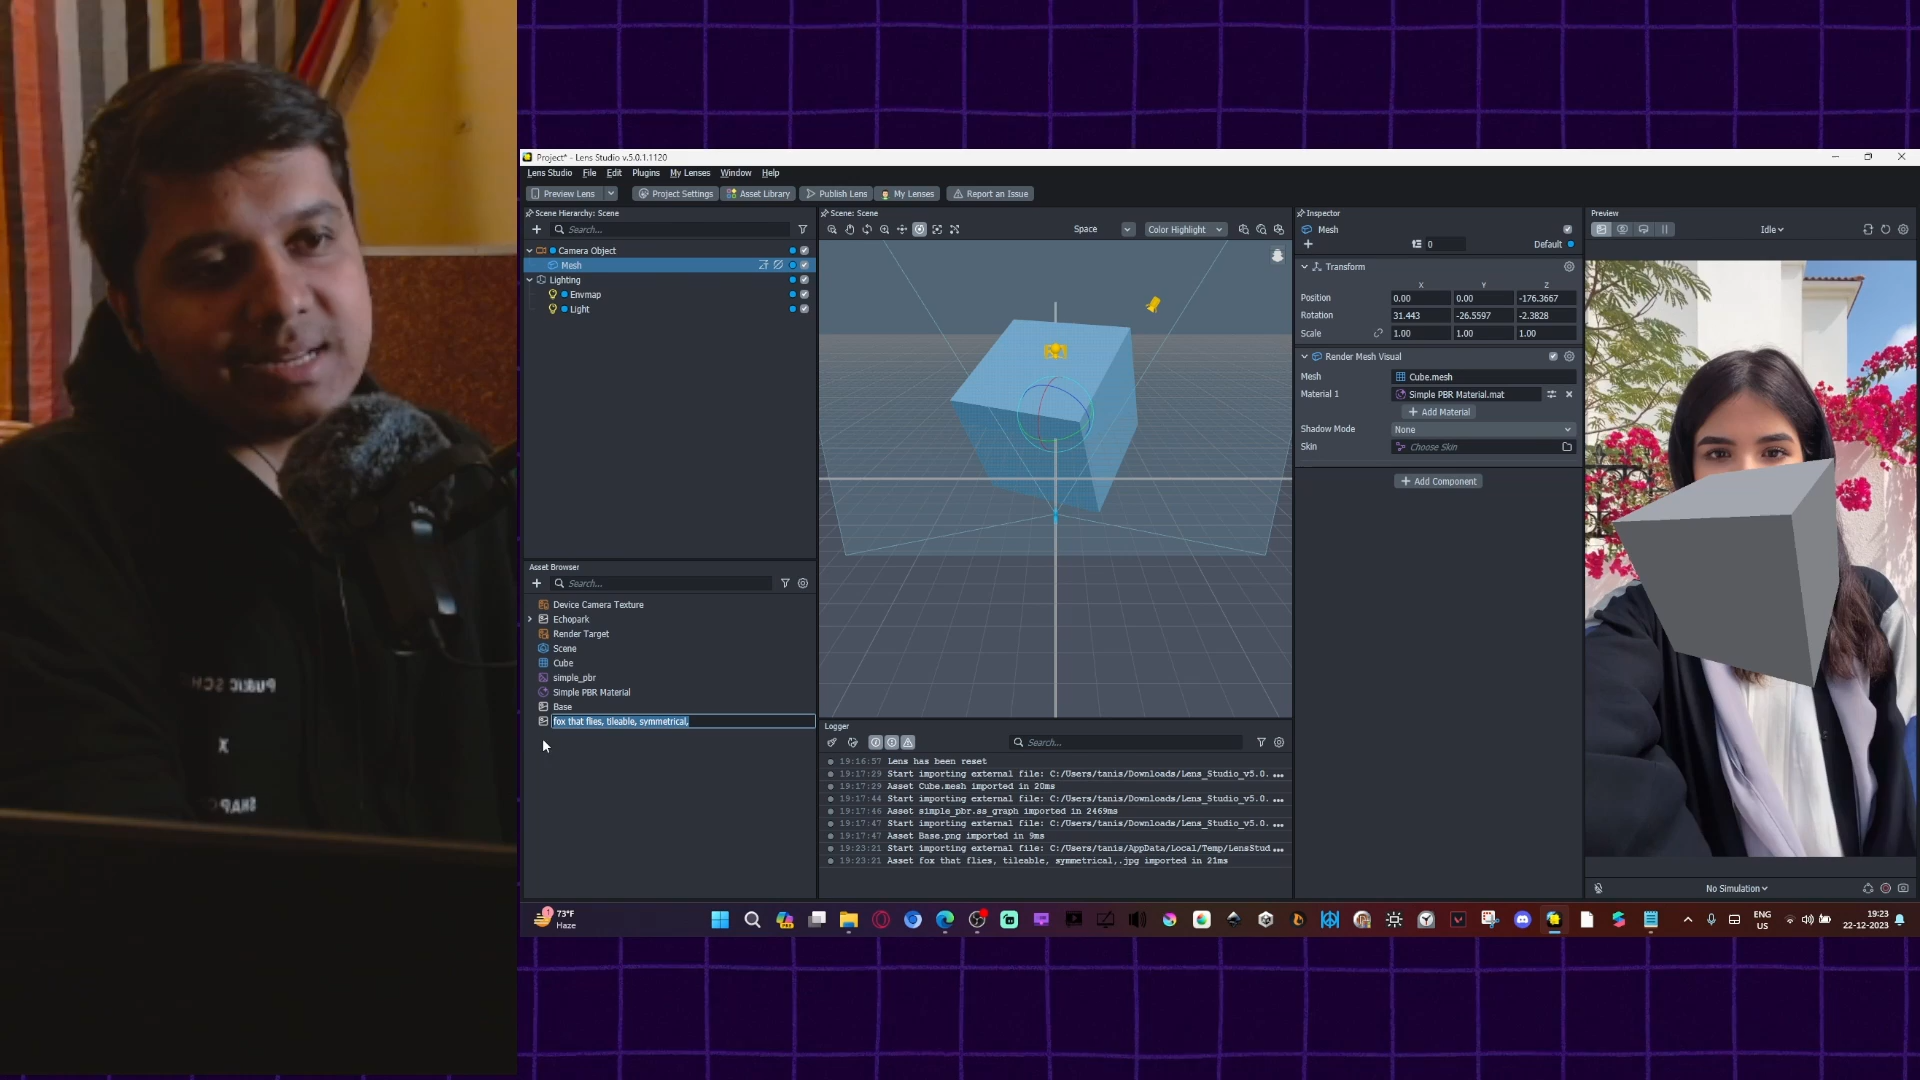 Project* - Lens Studio v.5.0.1.1120
Lens Studio File Edit Plugins My Lenses Window Help
Preview Lens Project Settings Asset Library Publish Lens My Lenses Report an Issue
Scene Hierarchy: Scene
Search...
Camera Object
Mesh
Lighting
Envmap
Light
Asset Browser
Search...
Device Camera Texture
Echopark
Render Target
Scene
Cube
simple_pbr
Simple PBR Material
Base
fox that flies, tileable, symmetrical,
Scene: Scene
Space Color Highlight
Logger
Search...
19:16:57 Lens has been reset
19:17:29 Start importing external file: C:/Users/tanis/Downloads/Lens_Studio_v5.0. ...
19:17:29 Asset Cube.mesh imported in 20ms
19:17:44 Start importing external file: C:/Users/tanis/Downloads/Lens_Studio_v5.0. ...
19:17:46 Asset simple_pbr.ss_graph imported in 2469ms
19:17:47 Start importing external file: C:/Users/tanis/Downloads/Lens_Studio_v5.0. ...
19:17:47 Asset Base.png imported in 9ms
19:23:21 Start importing external file: C:/Users/tanis/AppData/Local/Temp/LensStud ...
19:23:21 Asset fox that flies, tileable, symmetrical,.jpg imported in 21ms
Inspector
Mesh
0 Default
Transform
X Y Z
Position 0.00 0.00 -176.3667
Rotation 31.443 -26.5597 -2.3828
Scale 1.00 1.00 1.00
Render Mesh Visual
Mesh Cube.mesh
Material 1 Simple PBR Material.mat
+ Add Material
Shadow Mode None
Skin Choose Skin
+ Add Component
Preview
Idle
No Simulation
73°F
Haze
ENG
US
19:23
22-12-2023